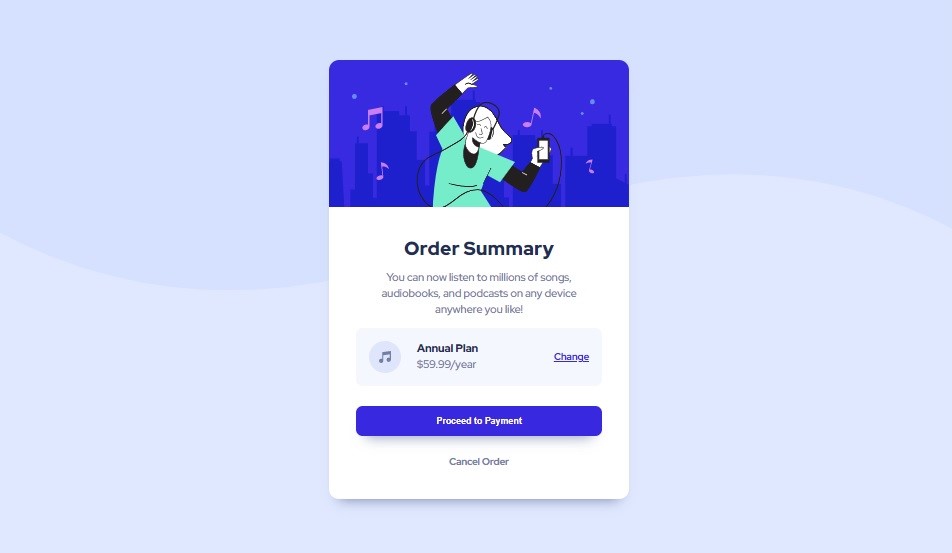 Order Summary
You can now listen to millions of songs,
audiobooks, and podcasts on any device
anywhere you like!
Annual Plan
$59.99/year
Change
Proceed to Payment
Cancel Order